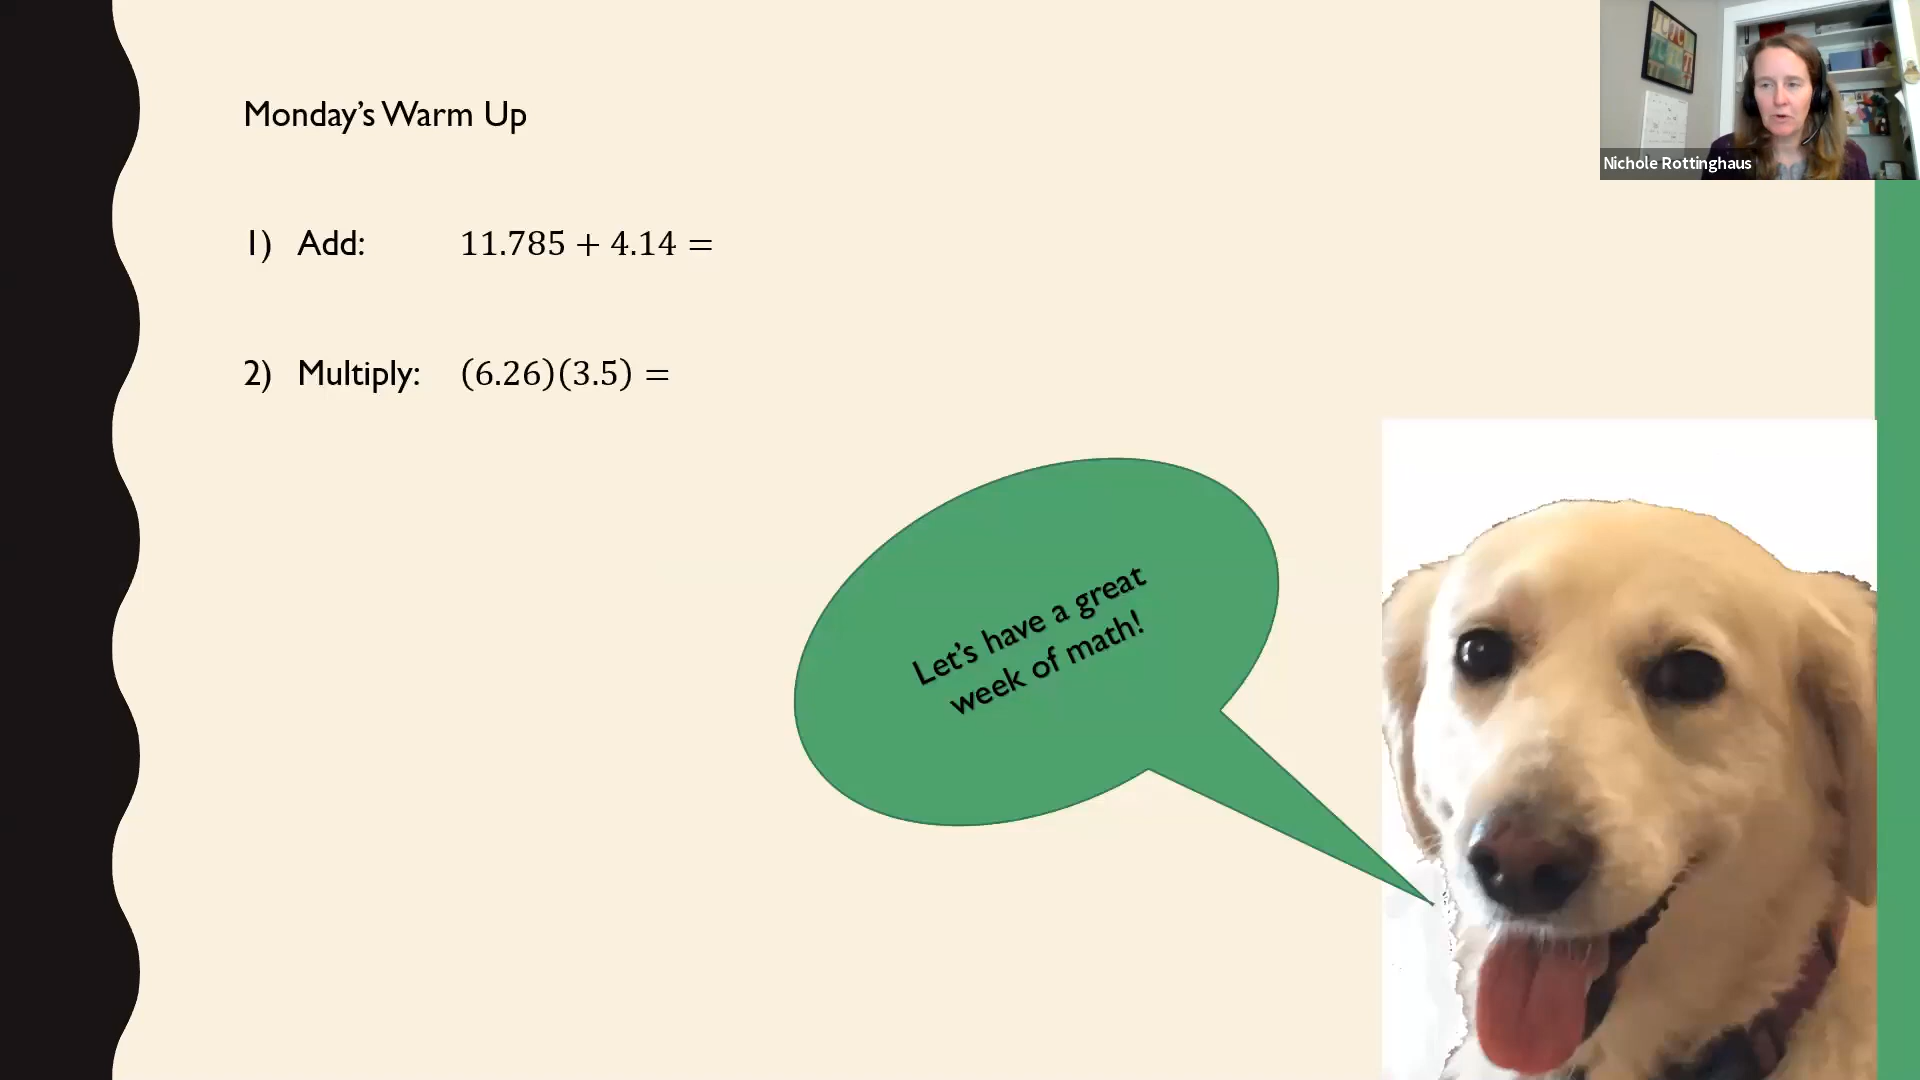 Monday's Warm Up
1) Add: 11.785 + 4.14 =
2) Multiply: (6.26)(3.5) =
Let's have a great
week of math!
Nichole Rottinghaus